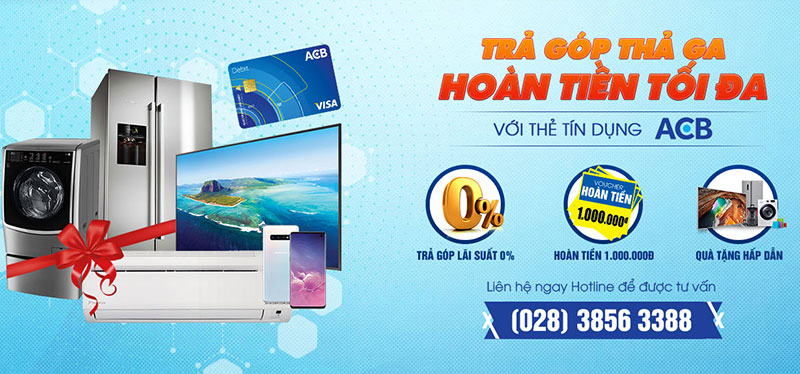 ACB
Debit
VISA
TRẢ GÓP THẢ GA
HOÀN TIỀN TỐI ĐA
VỚI THẺ TÍN DỤNG ACB
0%
VOUCHER
HOÀN TIỀN
1.000.000đ
TRẢ GÓP LÃI SUẤT 0%
HOÀN TIỀN 1.000.000Đ
QUÀ TẶNG HẤP DẪN
Liên hệ ngay Hotline để được tư vấn
(028) 3856 3388